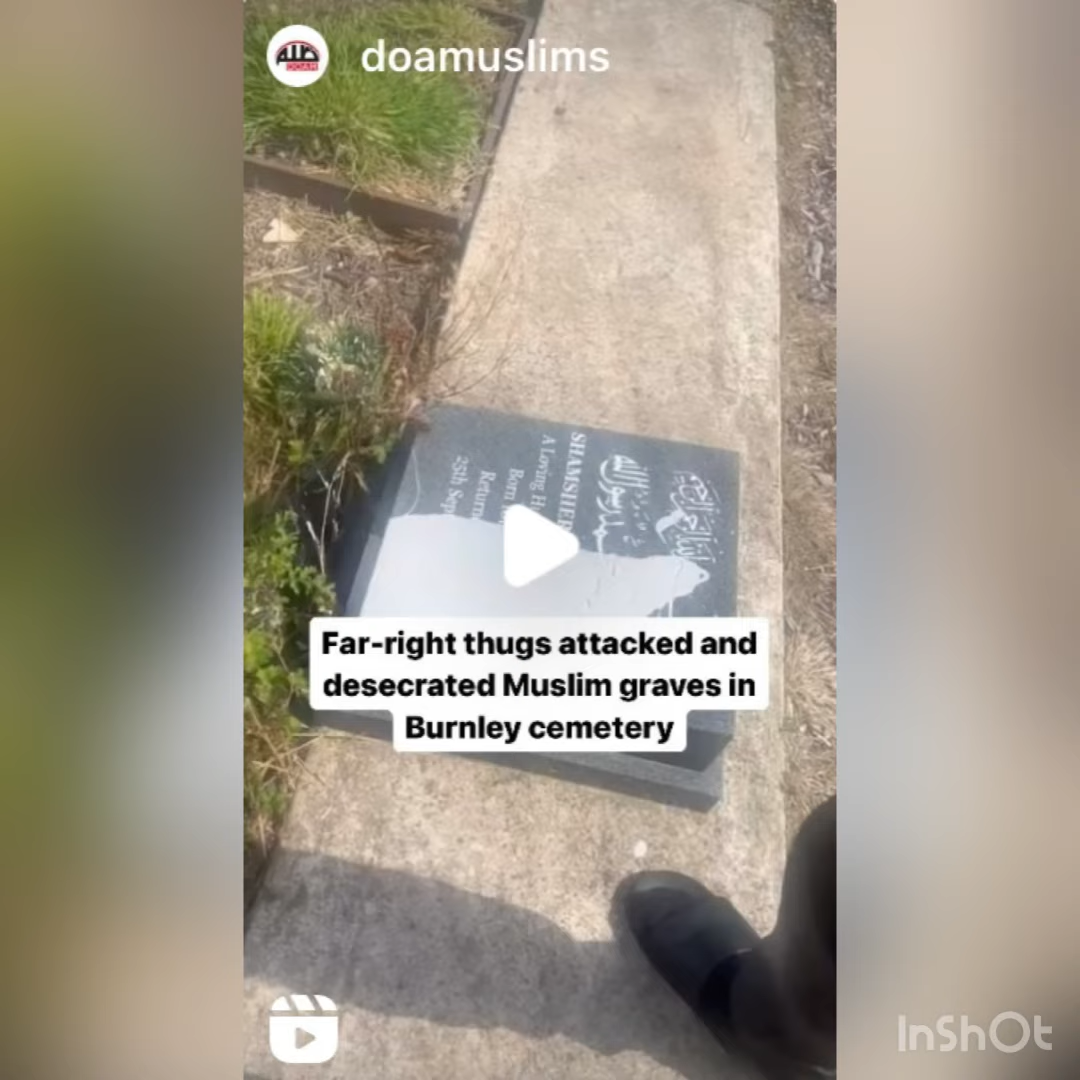 doamuslims
DOAM
SHAMSHER
A Loving H
Born
Return
25th Sep
Far-right thugs attacked and
desecrated Muslim graves in
Burnley cemetery
InShOt